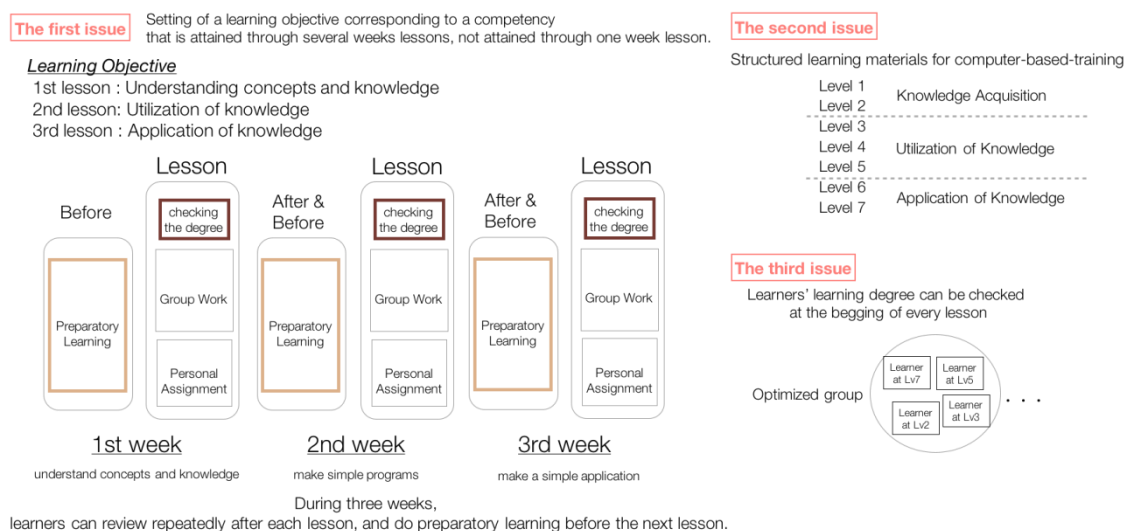 The first issue
Setting of a learning objective corresponding to a competency
that is attained through several weeks lessons, not attained through one week lesson.
Learning Objective
1st lesson : Understanding concepts and knowledge
2nd lesson: Utilization of knowledge
3rd lesson : Application of knowledge
Before
Preparatory
Learning
Lesson
checking
the degree
Group Work
Personal
Assignment
After &
Before
Preparatory
Learning
Lesson
checking
the degree
Group Work
Personal
Assignment
After &
Before
Preparatory
Learning
Lesson
checking
the degree
Group Work
Personal
Assignment
1st week
understand concepts and knowledge
2nd week
make simple programs
3rd week
make a simple application
During three weeks,
learners can review repeatedly after each lesson, and do preparatory learning before the next lesson.
The second issue
Structured learning materials for computer-based-training
Level 1
Level 2
Knowledge Acquisition
Level 3
Level 4
Level 5
Utilization of Knowledge
Level 6
Level 7
Application of Knowledge
The third issue
Learners' learning degree can be checked
at the begging of every lesson
Optimized group
Learner
at Lv7
Learner
at Lv5
Learner
at Lv2
Learner
at Lv3
. . .